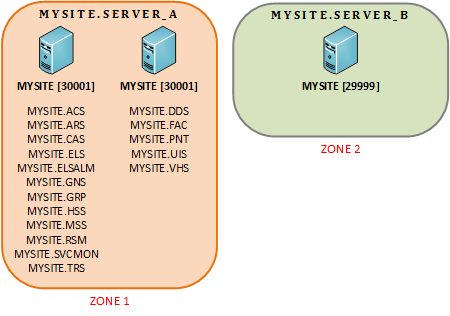 MYSITE.SERVER_A
MYSITE [30001]
MYSITE.ACS
MYSITE.ARS
MYSITE.CAS
MYSITE.ELS
MYSITE.ELSALM
MYSITE.GNS
MYSITE.GRP
MYSITE.HSS
MYSITE.MSS
MYSITE.RSM
MYSITE.SVCMON
MYSITE.TRS
MYSITE [30001]
MYSITE.DDS
MYSITE.FAC
MYSITE.PNT
MYSITE.UIS
MYSITE.VHS
ZONE 1
MYSITE.SERVER_B
MYSITE [29999]
ZONE 2